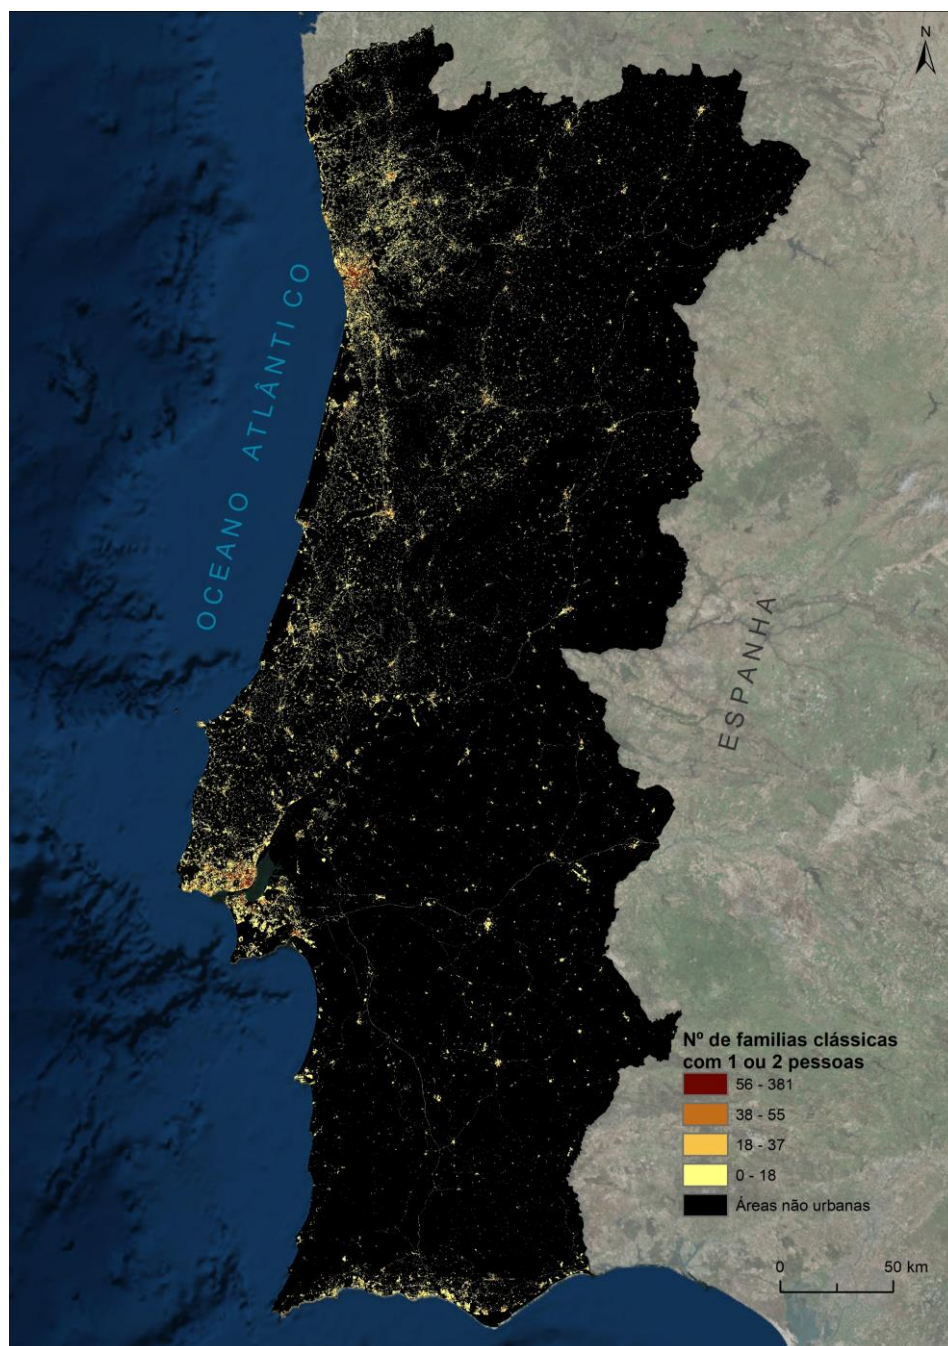 N
OCEANO ATLÂNTICO
ESPANHA
Nº de familias clássicas
com 1 ou 2 pessoas
56 - 381
38 - 55
18 - 37
0 - 18
Áreas não urbanas
0 50 km